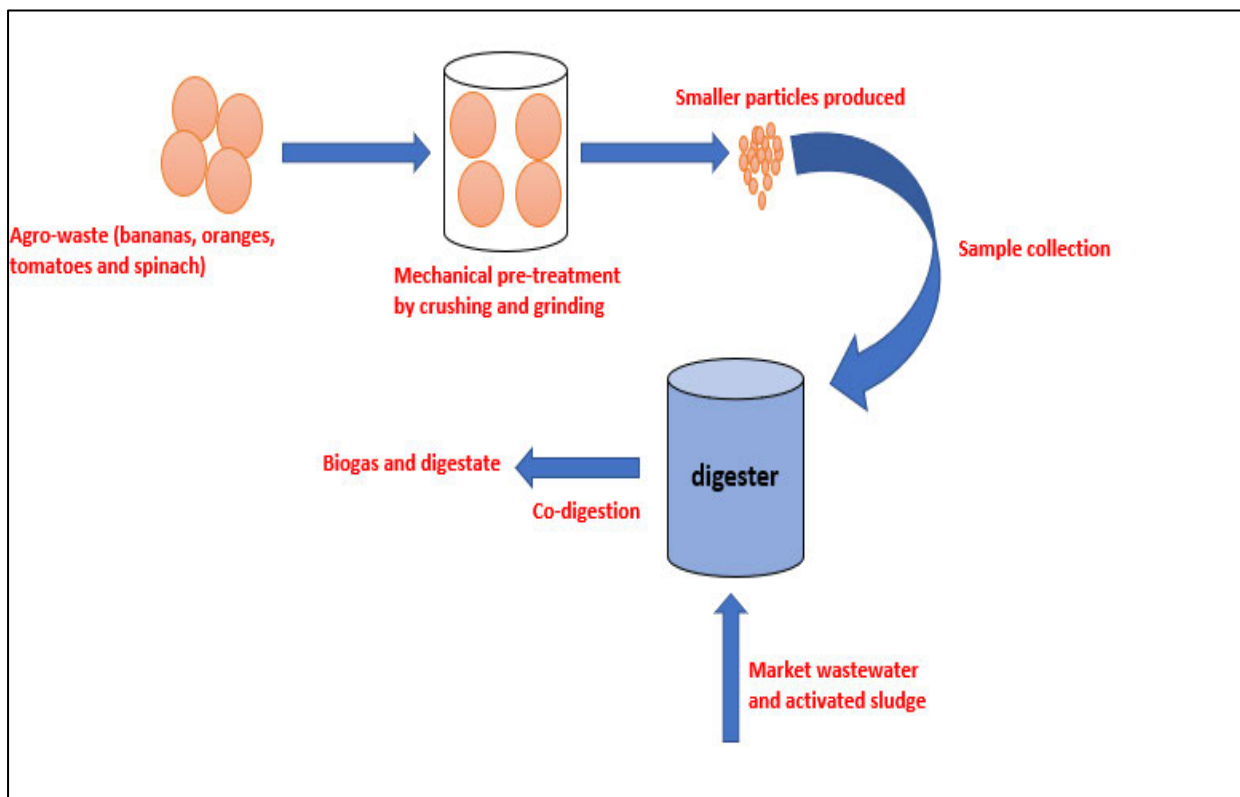 Smaller particles produced
Agro-waste (bananas, oranges,
tomatoes and spinach)
Mechanical pre-treatment
by crushing and grinding
Sample collection
digester
Biogas and digestate
Co-digestion
Market wastewater
and activated sludge